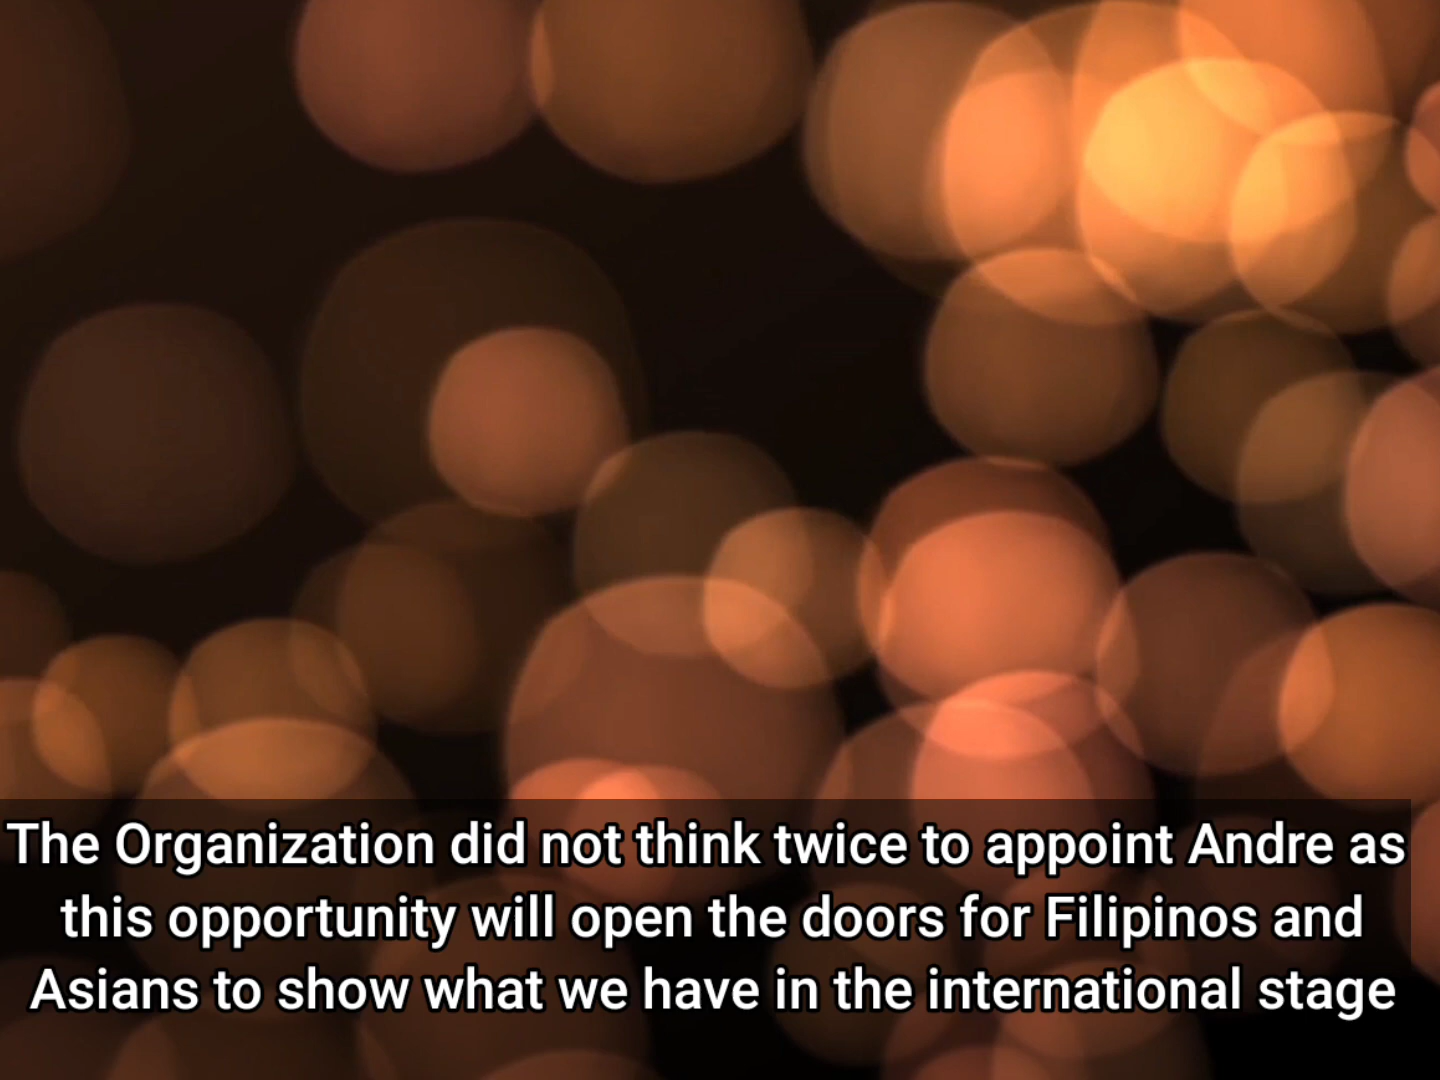 The Organization did not think twice to appoint Andre as
this opportunity will open the doors for Filipinos and
Asians to show what we have in the international stage